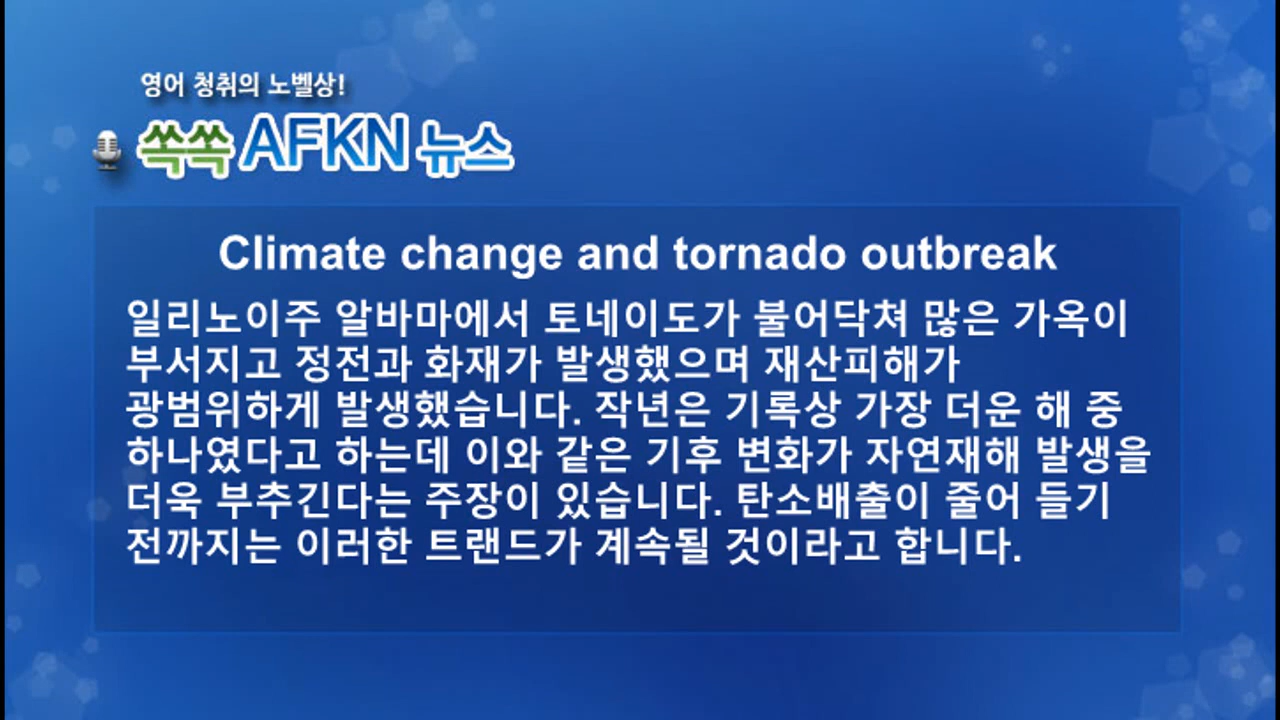 영어 청취의 노벨상!
쏙쏙 AFKN 뉴스
Climate change and tornado outbreak
일리노이주 알바마에서 토네이도가 불어닥쳐 많은 가옥이
부서지고 정전과 화재가 발생했으며 재산피해가
광범위하게 발생했습니다. 작년은 기록상 가장 더운 해 중
하나였다고 하는데 이와 같은 기후 변화가 자연재해 발생을
더욱 부추긴다는 주장이 있습니다. 탄소배출이 줄어 들기
전까지는 이러한 트랜드가 계속될 것이라고 합니다.